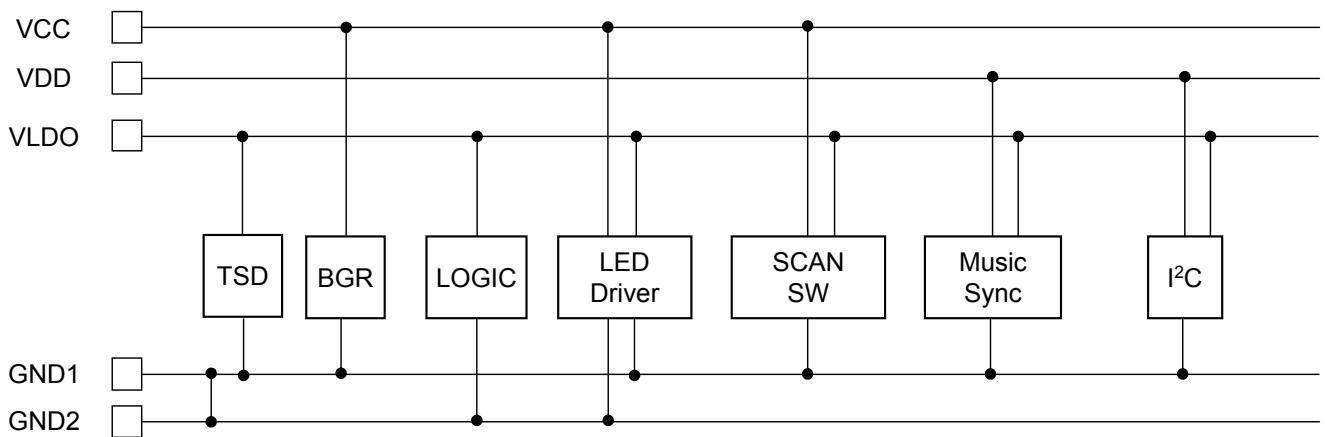 VCC
VDD
VLDO
TSD
BGR
LOGIC
LED
Driver
SCAN
SW
Music
Sync
I²C
GND1
GND2